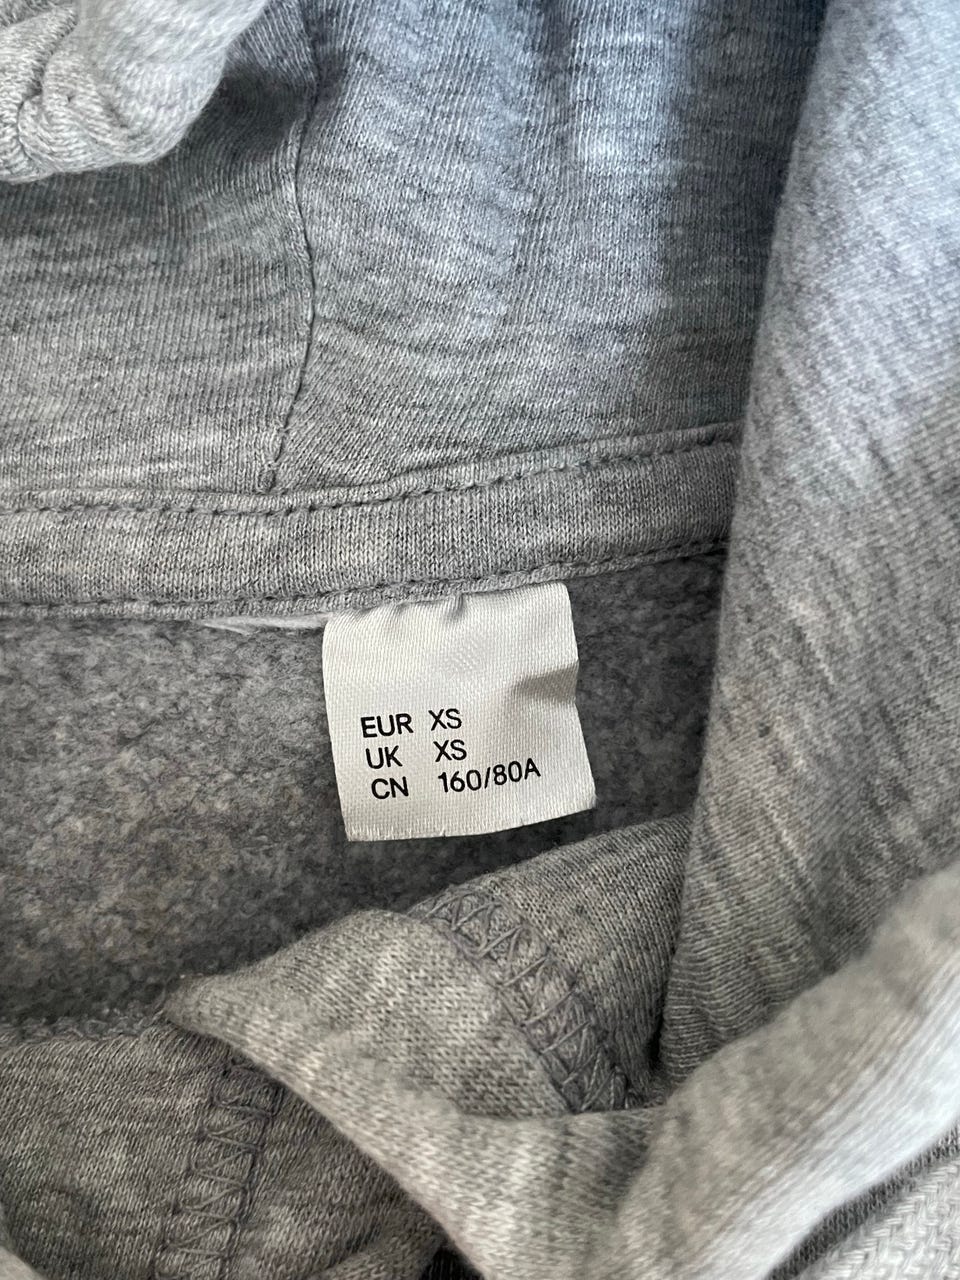 EUR XS
UK XS
CN 160/80A